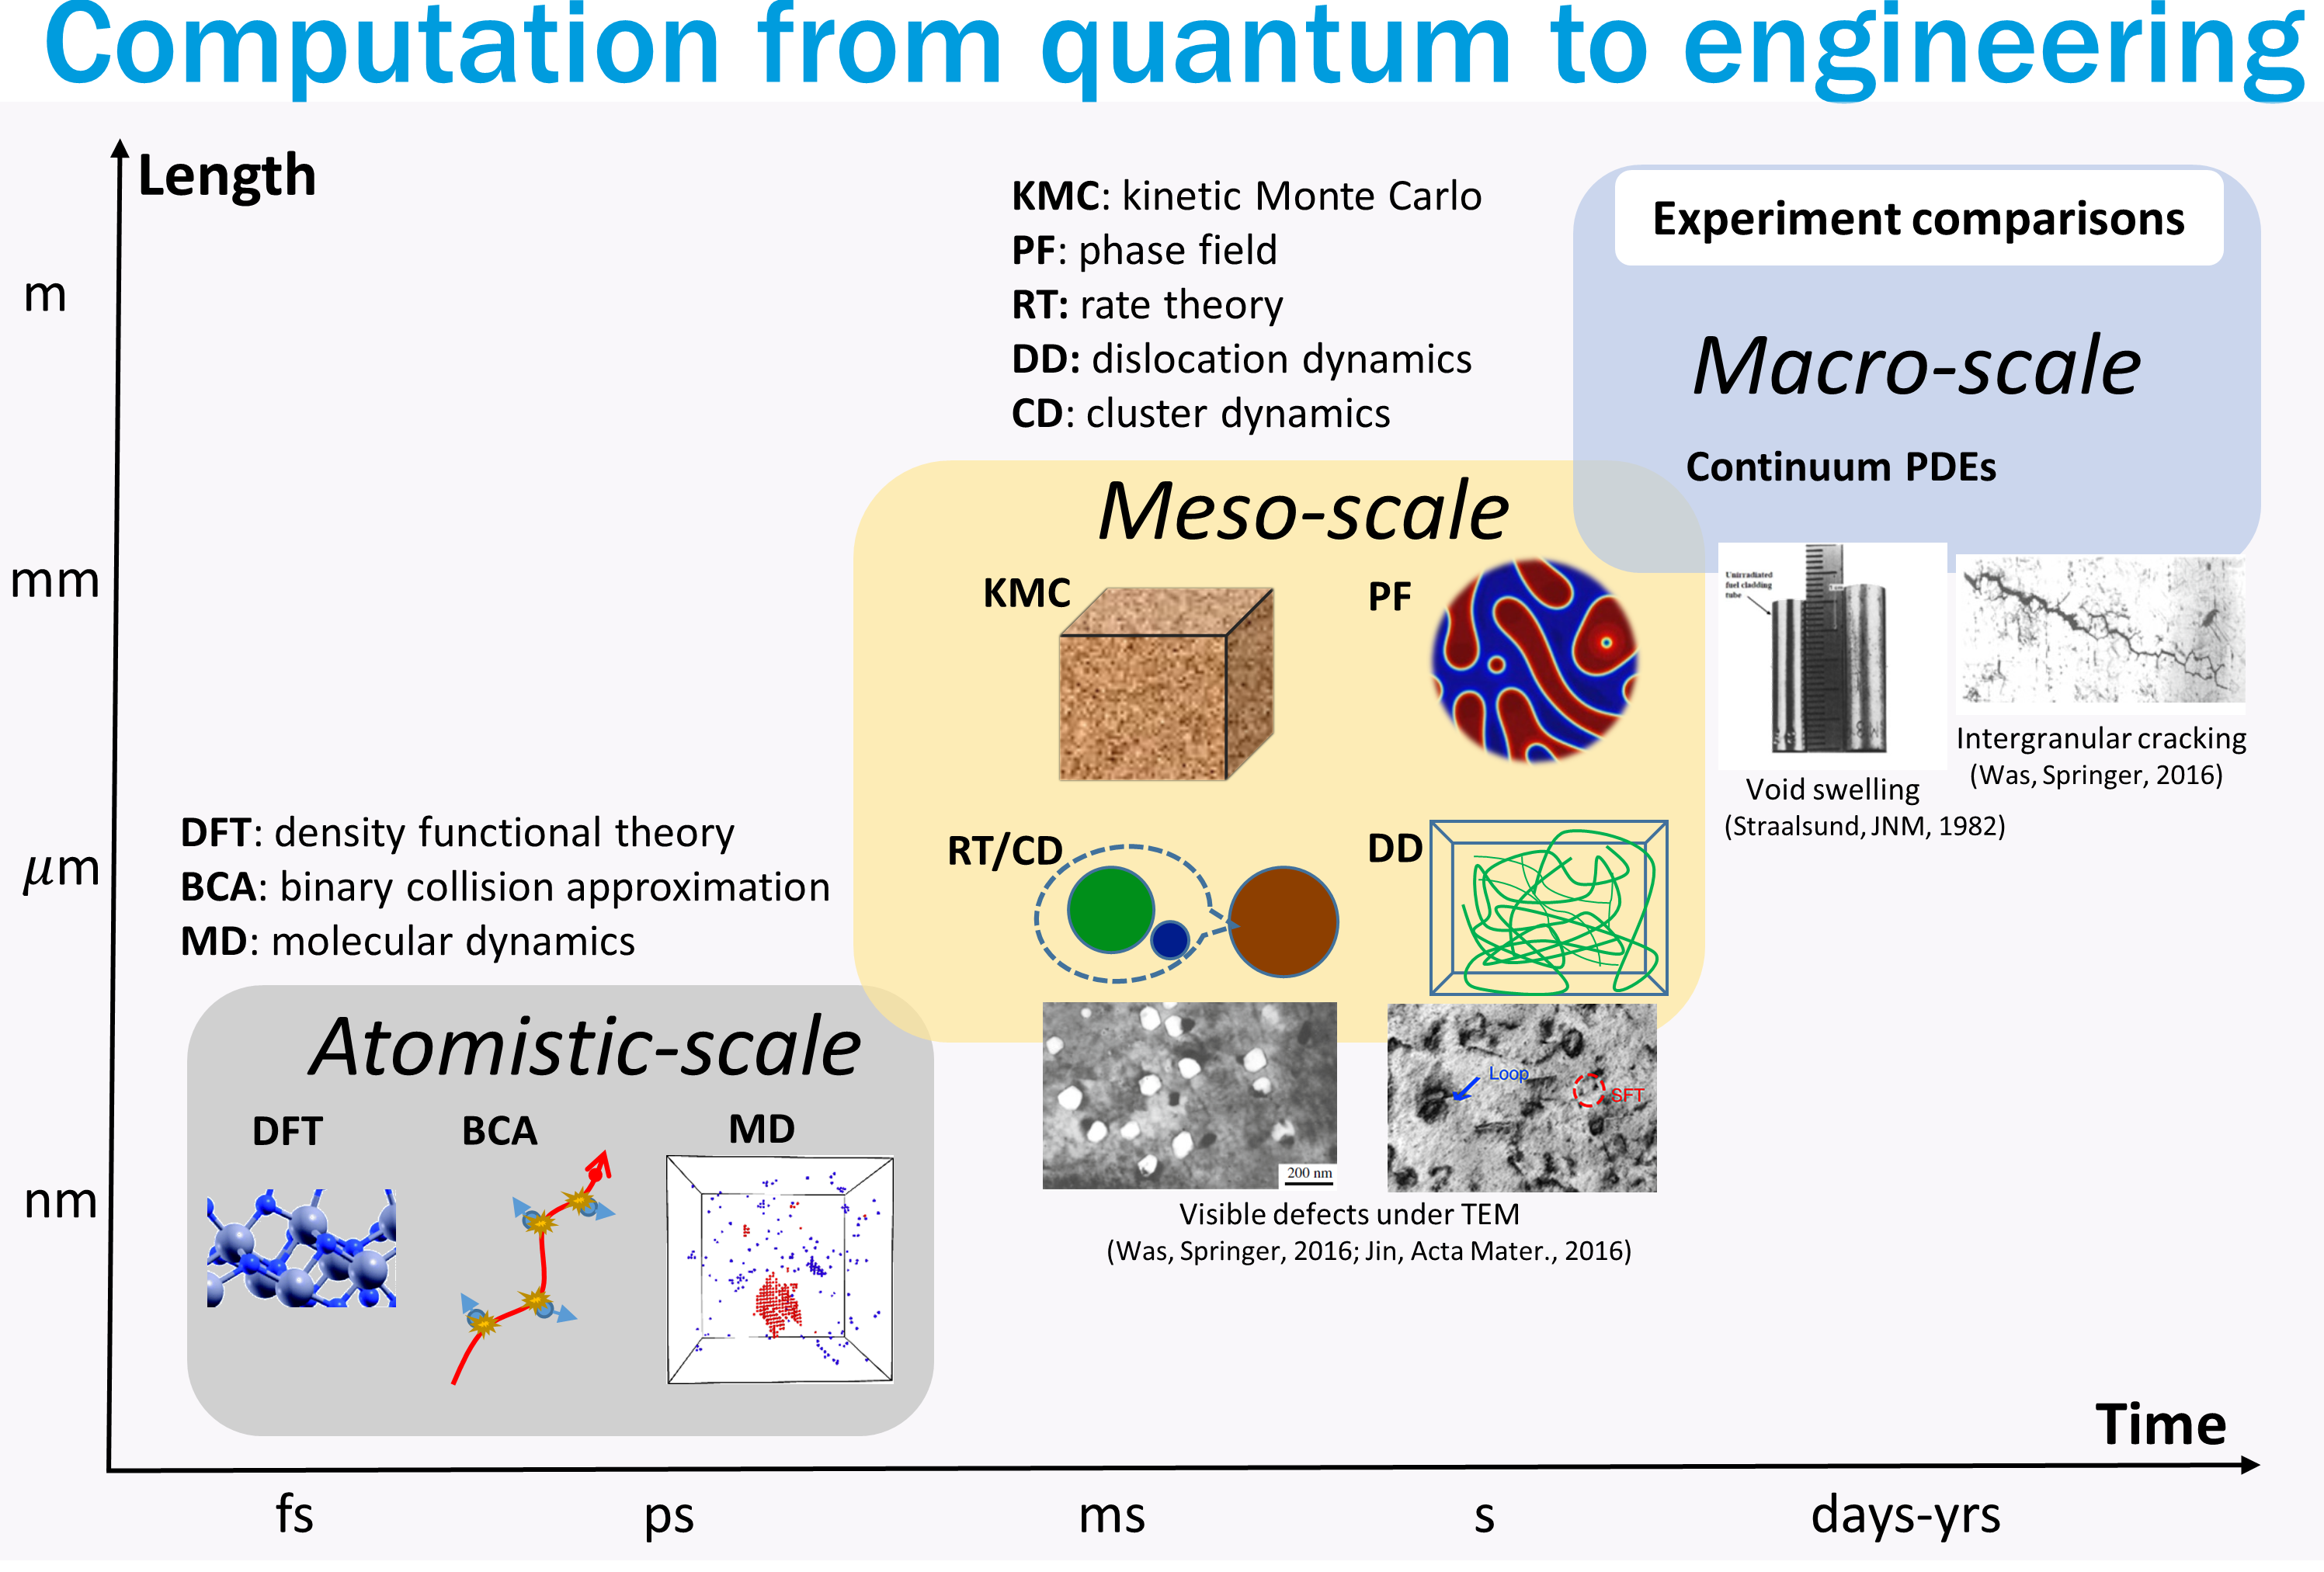 Computation from quantum to engineering
Length
m
mm
μm
nm
KMC: kinetic Monte Carlo
PF: phase field
RT: rate theory
DD: dislocation dynamics
CD: cluster dynamics
Experiment comparisons
Macro-scale
Continuum PDEs
Unirradiated
fuel cladding
tube
Void swelling
(Straalsund, JNM, 1982)
Intergranular cracking
(Was, Springer, 2016)
Meso-scale
KMC
PF
RT/CD
DD
200 nm
Loop
SFT
Visible defects under TEM
(Was, Springer, 2016; Jin, Acta Mater., 2016)
DFT: density functional theory
BCA: binary collision approximation
MD: molecular dynamics
Atomistic-scale
DFT
BCA
MD
Time
fs
ps
ms
s
days-yrs